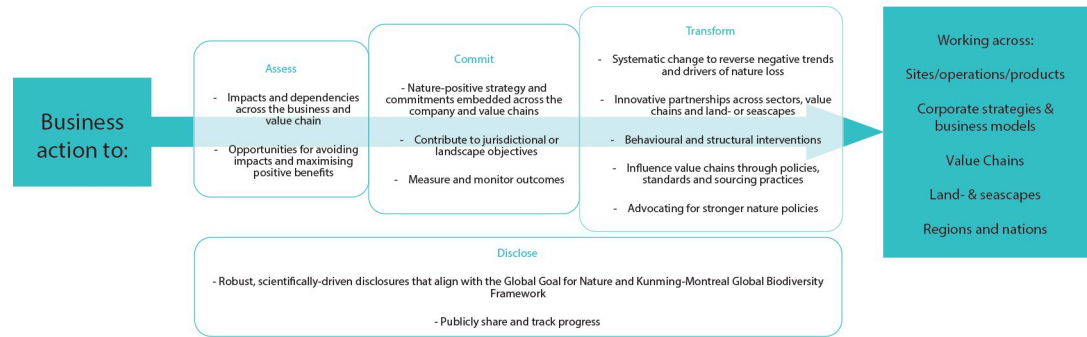 Business
action to:
Assess
- Impacts and dependencies
across the business and
value chain
- Opportunities for avoiding
impacts and maximising
positive benefits
Commit
- Nature-positive strategy and
commitments embedded across the
company and value chains
- Contribute to jurisdictional or
landscape objectives
- Measure and monitor outcomes
Transform
- Systematic change to reverse negative trends
and drivers of nature loss
- Innovative partnerships across sectors, value
chains and land- or seascapes
- Behavioural and structural interventions
- Influence value chains through policies,
standards and sourcing practices
- Advocating for stronger nature policies
Disclose
- Robust, scientifically-driven disclosures that align with the Global Goal for Nature and Kunming-Montreal Global Biodiversity
Framework
- Publicly share and track progress
Working across:
Sites/operations/products
Corporate strategies &
business models
Value Chains
Land- & seascapes
Regions and nations